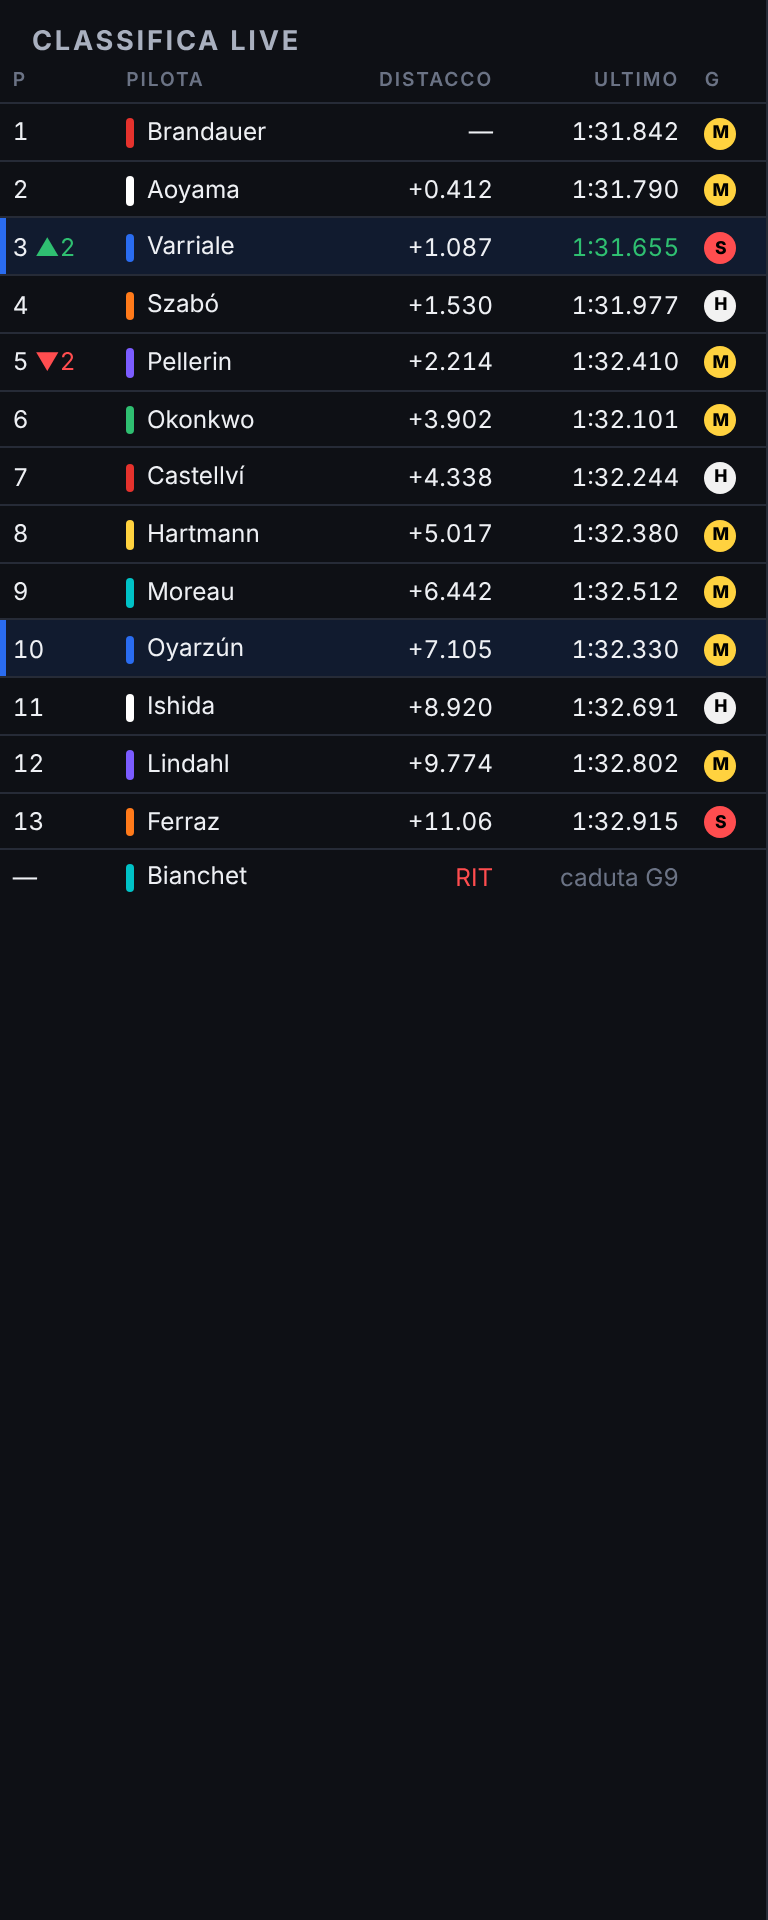 CLASSIFICA LIVE
P PILOTA DISTACCO ULTIMO G
1 Brandauer — 1:31.842 M
2 Aoyama +0.412 1:31.790 M
3 ▲2 Varriale +1.087 1:31.655 S
4 Szabó +1.530 1:31.977 H
5 ▼2 Pellerin +2.214 1:32.410 M
6 Okonkwo +3.902 1:32.101 M
7 Castellví +4.338 1:32.244 H
8 Hartmann +5.017 1:32.380 M
9 Moreau +6.442 1:32.512 M
10 Oyarzún +7.105 1:32.330 M
11 Ishida +8.920 1:32.691 H
12 Lindahl +9.774 1:32.802 M
13 Ferraz +11.06 1:32.915 S
— Bianchet RIT caduta G9